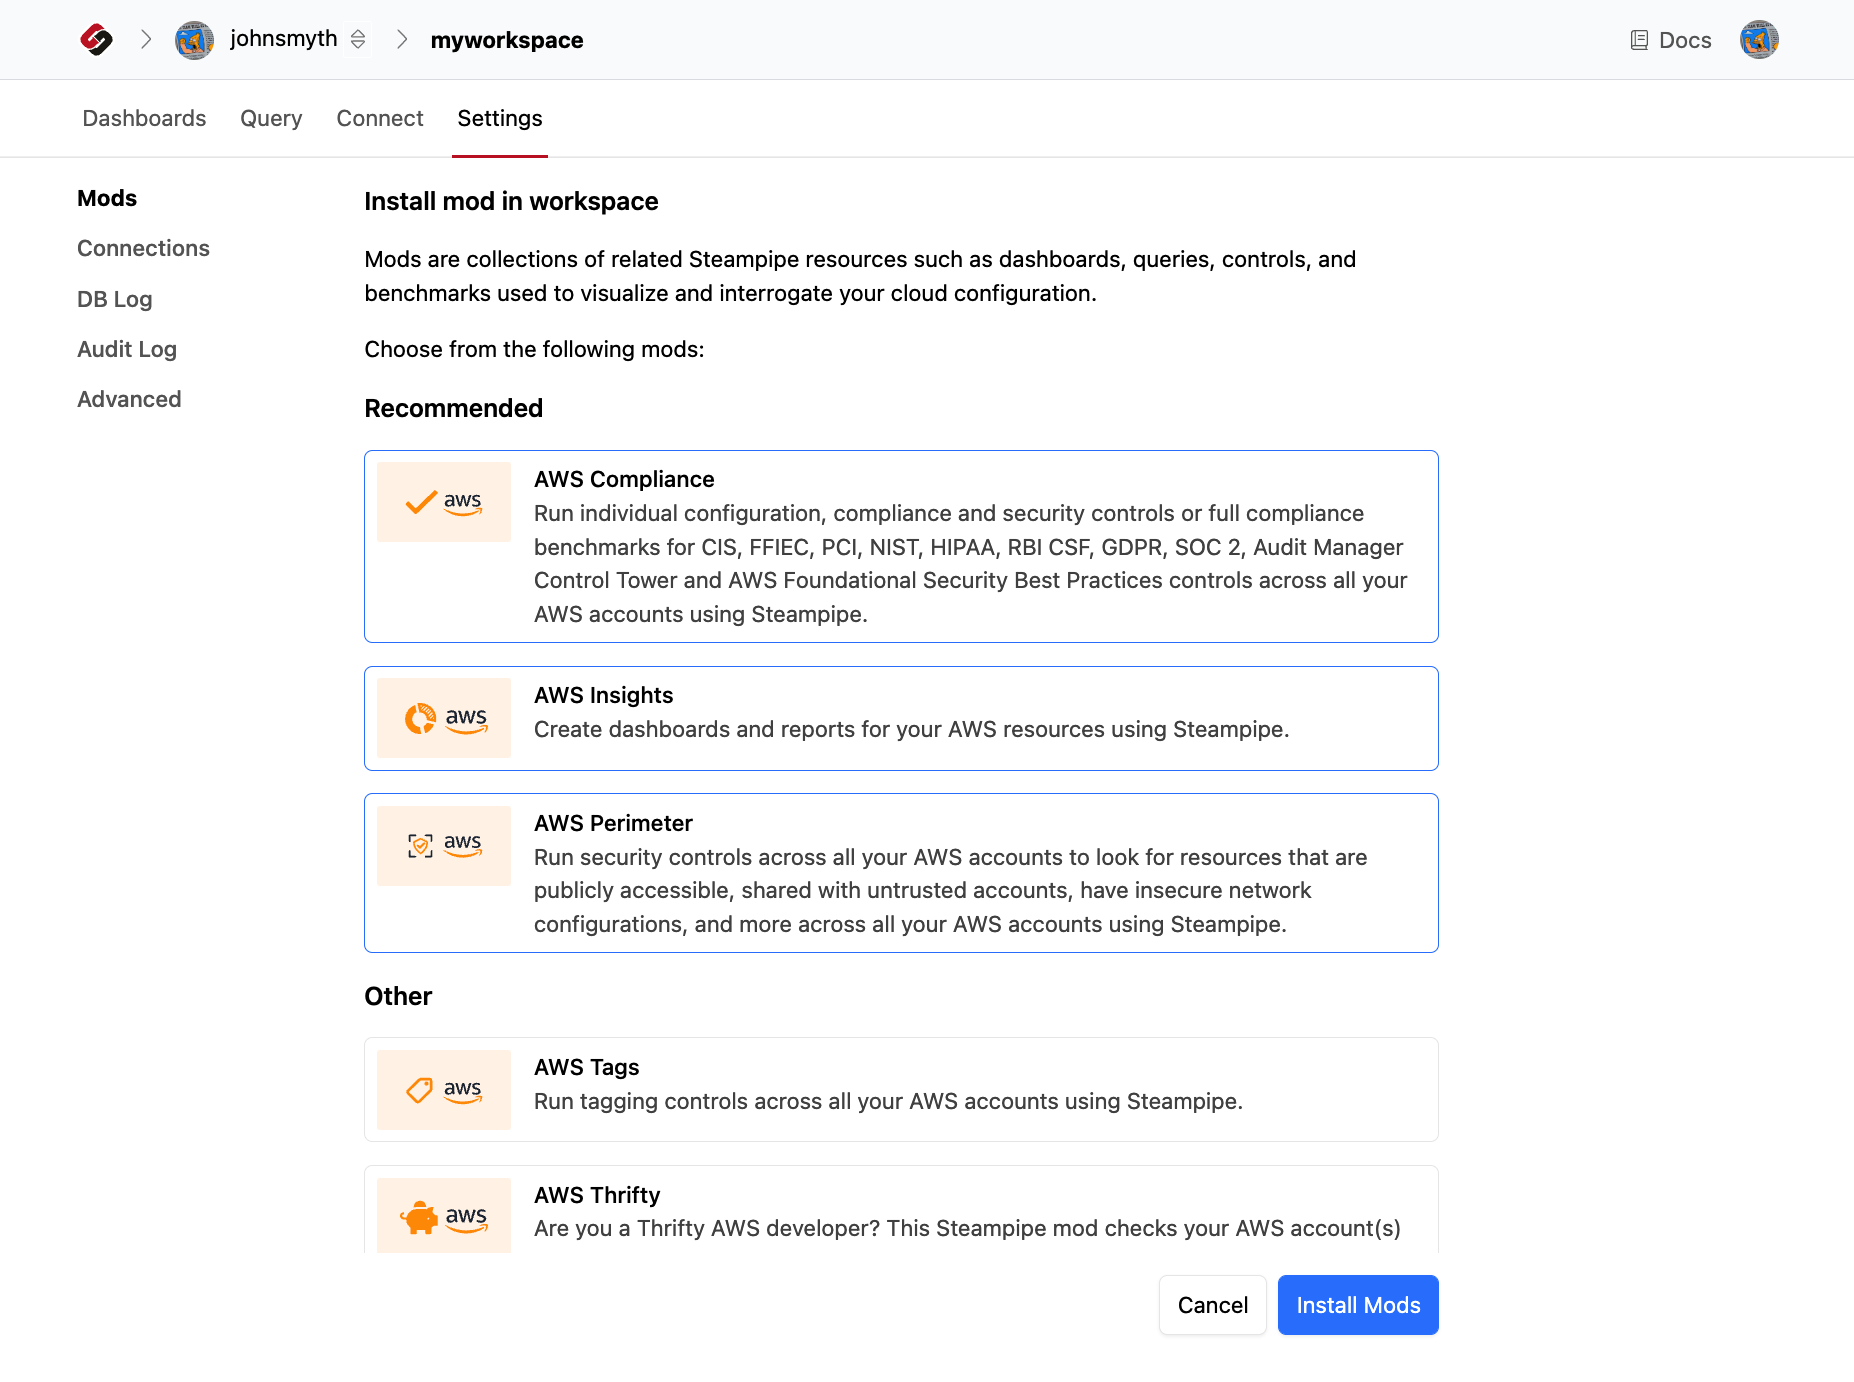 johnsmyth
myworkspace
Docs
Dashboards
Query
Connect
Settings
Mods
Connections
DB Log
Audit Log
Advanced
Install mod in workspace
Mods are collections of related Steampipe resources such as dashboards, queries, controls, and
benchmarks used to visualize and interrogate your cloud configuration.
Choose from the following mods:
Recommended
aws
AWS Compliance
Run individual configuration, compliance and security controls or full compliance
benchmarks for CIS, FFIEC, PCI, NIST, HIPAA, RBI CSF, GDPR, SOC 2, Audit Manager
Control Tower and AWS Foundational Security Best Practices controls across all your
AWS accounts using Steampipe.
aws
AWS Insights
Create dashboards and reports for your AWS resources using Steampipe.
aws
AWS Perimeter
Run security controls across all your AWS accounts to look for resources that are
publicly accessible, shared with untrusted accounts, have insecure network
configurations, and more across all your AWS accounts using Steampipe.
Other
aws
AWS Tags
Run tagging controls across all your AWS accounts using Steampipe.
aws
AWS Thrifty
Are you a Thrifty AWS developer? This Steampipe mod checks your AWS account(s)
Cancel
Install Mods